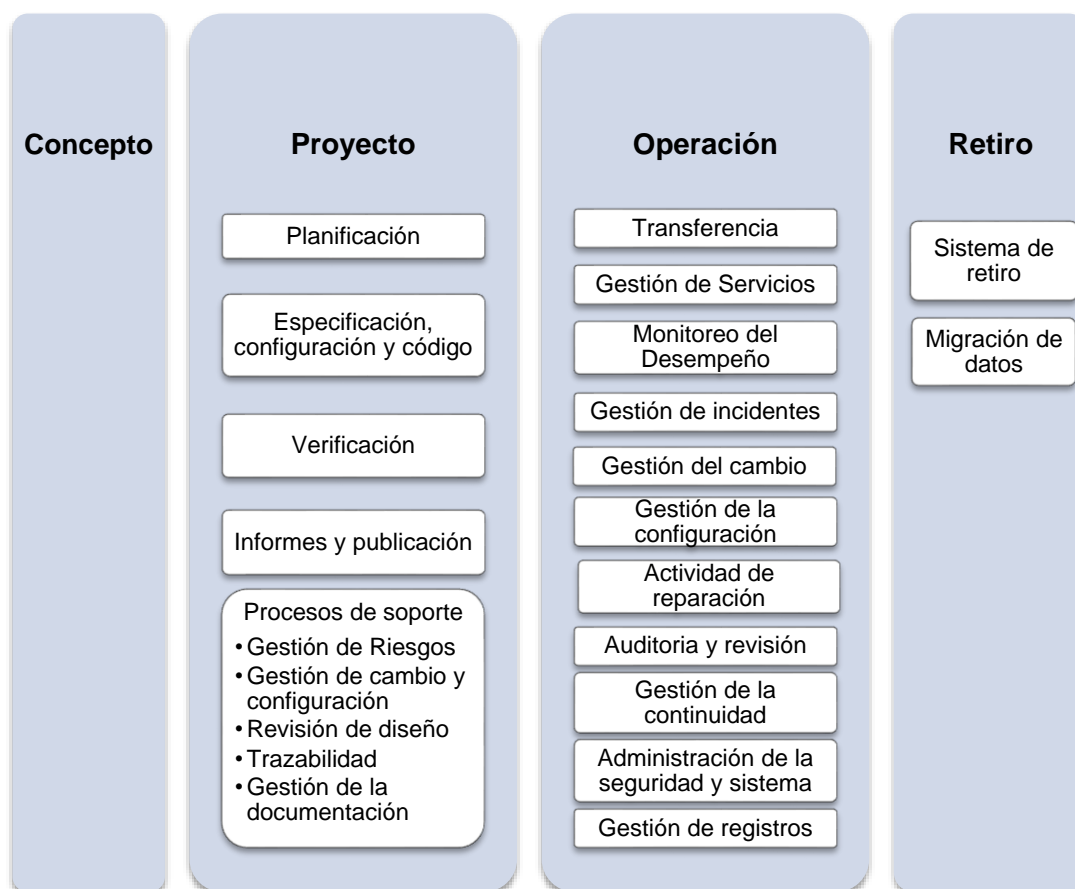 Concepto
Proyecto
Planificación
Especificación,
configuración y código
Verificación
Informes y publicación
Procesos de soporte
• Gestión de Riesgos
• Gestión de cambio y
configuración
• Revisión de diseño
• Trazabilidad
• Gestión de la
documentación
Operación
Transferencia
Gestión de Servicios
Monitoreo del
Desempeño
Gestión de incidentes
Gestión del cambio
Gestión de la
configuración
Actividad de
reparación
Auditoria y revisión
Gestión de la
continuidad
Administración de la
seguridad y sistema
Gestión de registros
Retiro
Sistema de
retiro
Migración de
datos